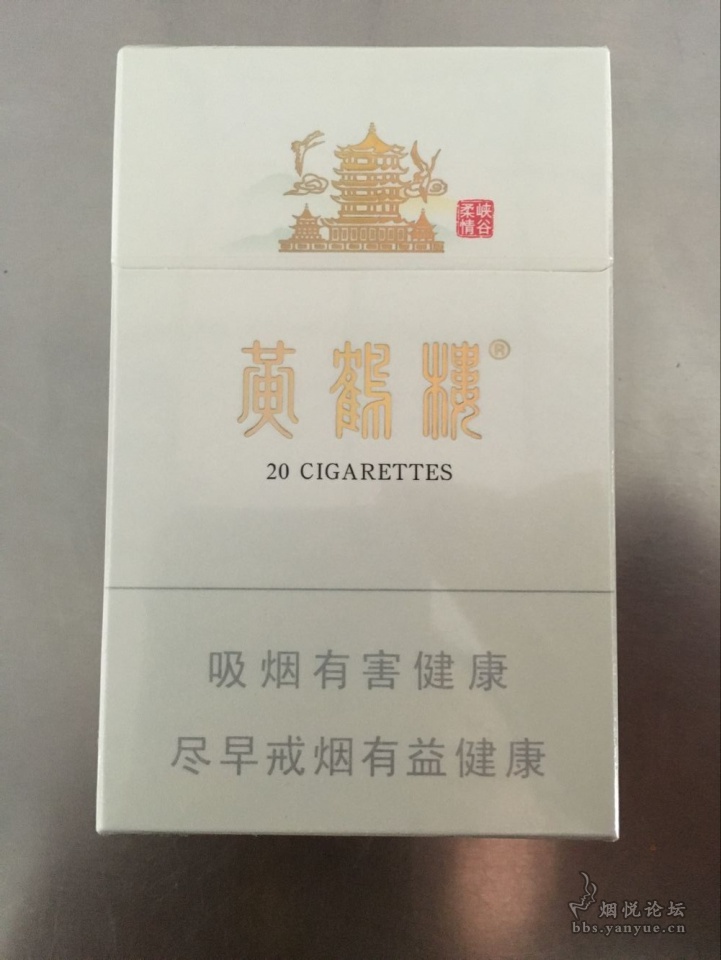 峡谷
柔情
黄鹤楼®
20 CIGARETTES
吸烟有害健康
尽早戒烟有益健康
烟悦论坛
bbs.yanyue.cn